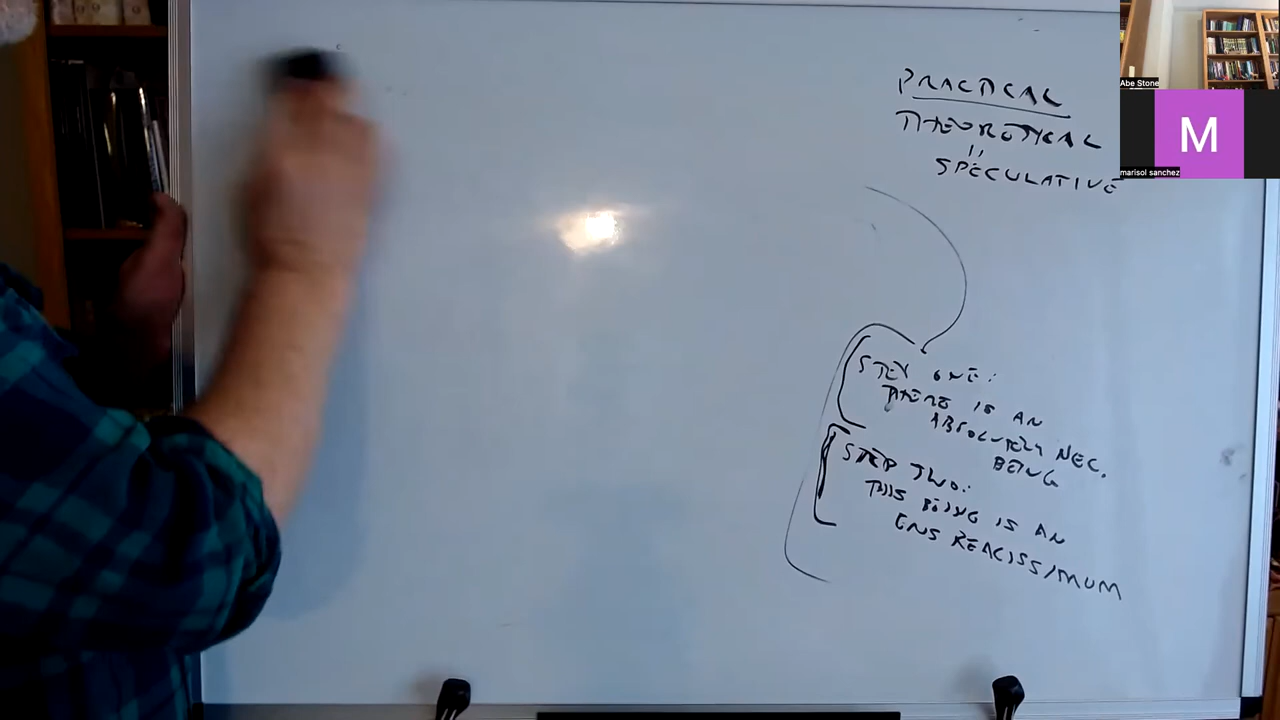 PRACTICAL
THEORETICAL
"
SPECULATIVE
STEP ONE:
THERE IS AN
ABSOLUTELY NEC.
BEING
STEP TWO:
THIS BEING IS AN
ENS REALISSIMUM
Abe Stone
M
marisol sanchez